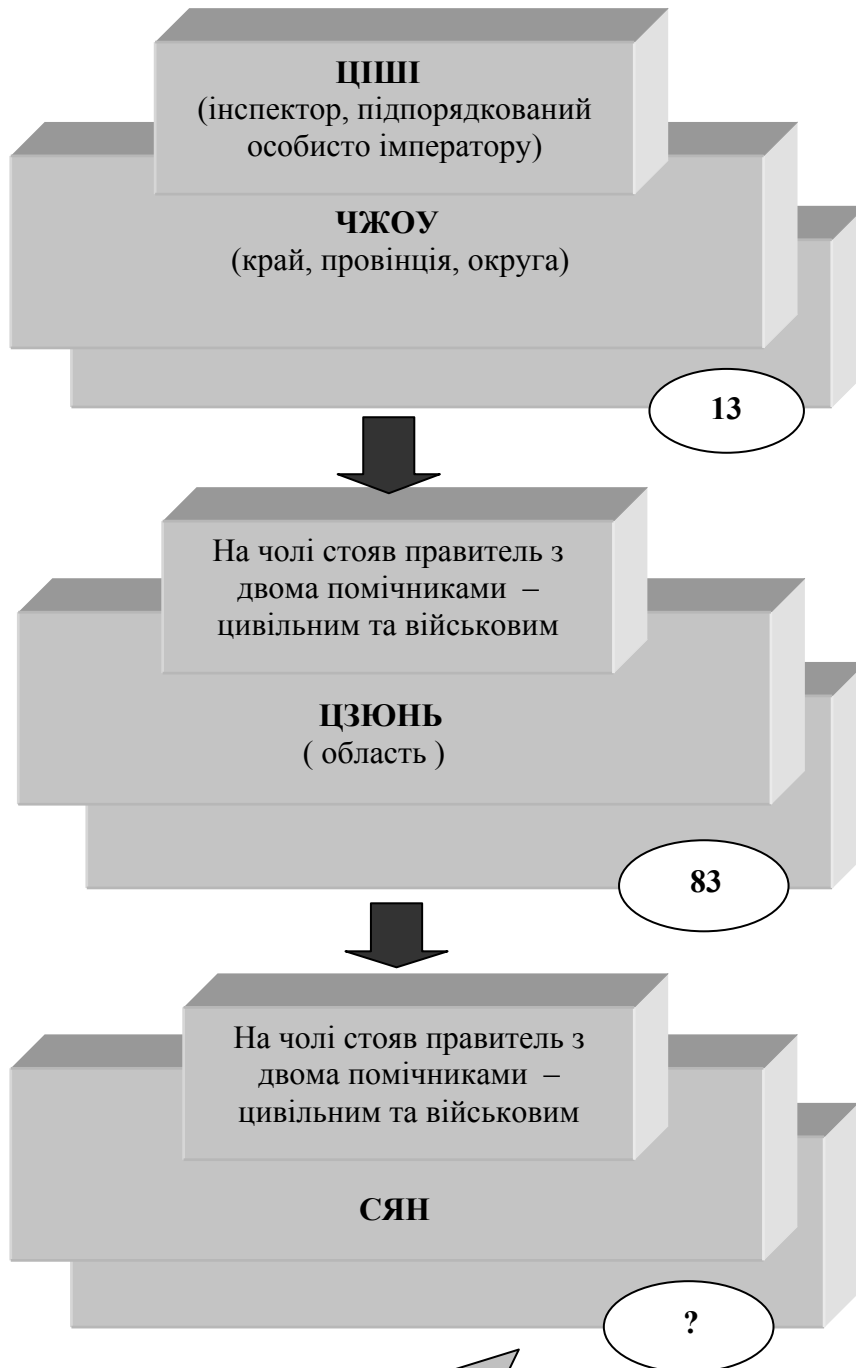 ЦІШІ
(інспектор, підпорядкований
особисто імператору)
ЧЖОУ
(край, провінція, округа)
13
На чолі стояв правитель з
двома помічниками –
цивільним та військовим
ЦЗЮНЬ
( область )
83
На чолі стояв правитель з
двома помічниками –
цивільним та військовим
СЯН
?